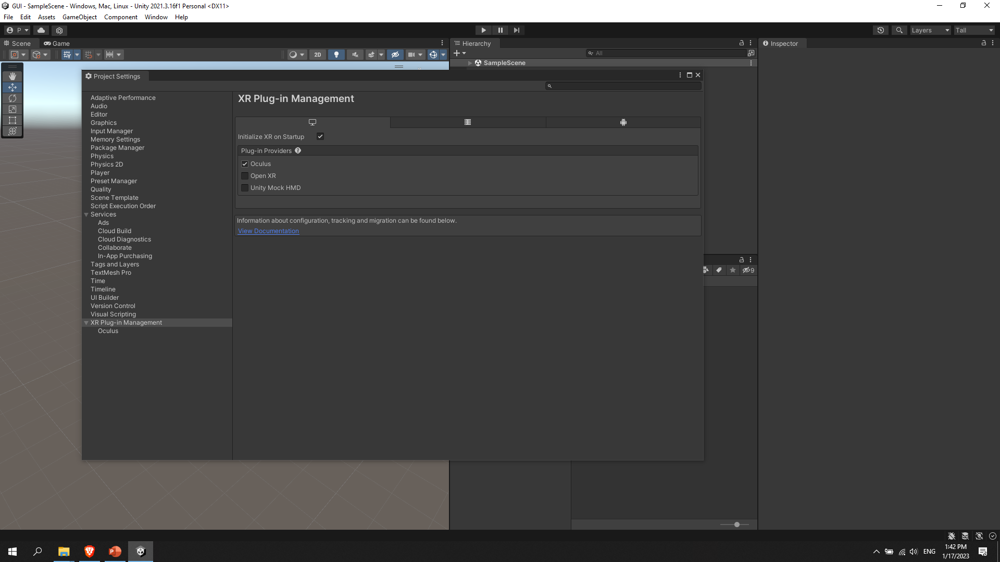 GUI - SampleScene - Windows, Mac, Linux - Unity 2021.3.16f1 Personal <DX11>
File Edit Assets GameObject Component Window Help
P
Layers
Tall
Scene
Game
Hierarchy
Inspector
2D
All
SampleScene
Project Settings
Adaptive Performance
Audio
Editor
Graphics
Input Manager
Memory Settings
Package Manager
Physics
Physics 2D
Player
Preset Manager
Quality
Scene Template
Script Execution Order
Services
Ads
Cloud Build
Cloud Diagnostics
Collaborate
In-App Purchasing
Tags and Layers
TextMesh Pro
Time
Timeline
UI Builder
Version Control
Visual Scripting
XR Plug-in Management
Oculus
XR Plug-in Management
Initialize XR on Startup
Plug-in Providers
Oculus
Open XR
Unity Mock HMD
Information about configuration, tracking and migration can be found below.
View Documentation
9
ENG
1:42 PM
1/17/2023